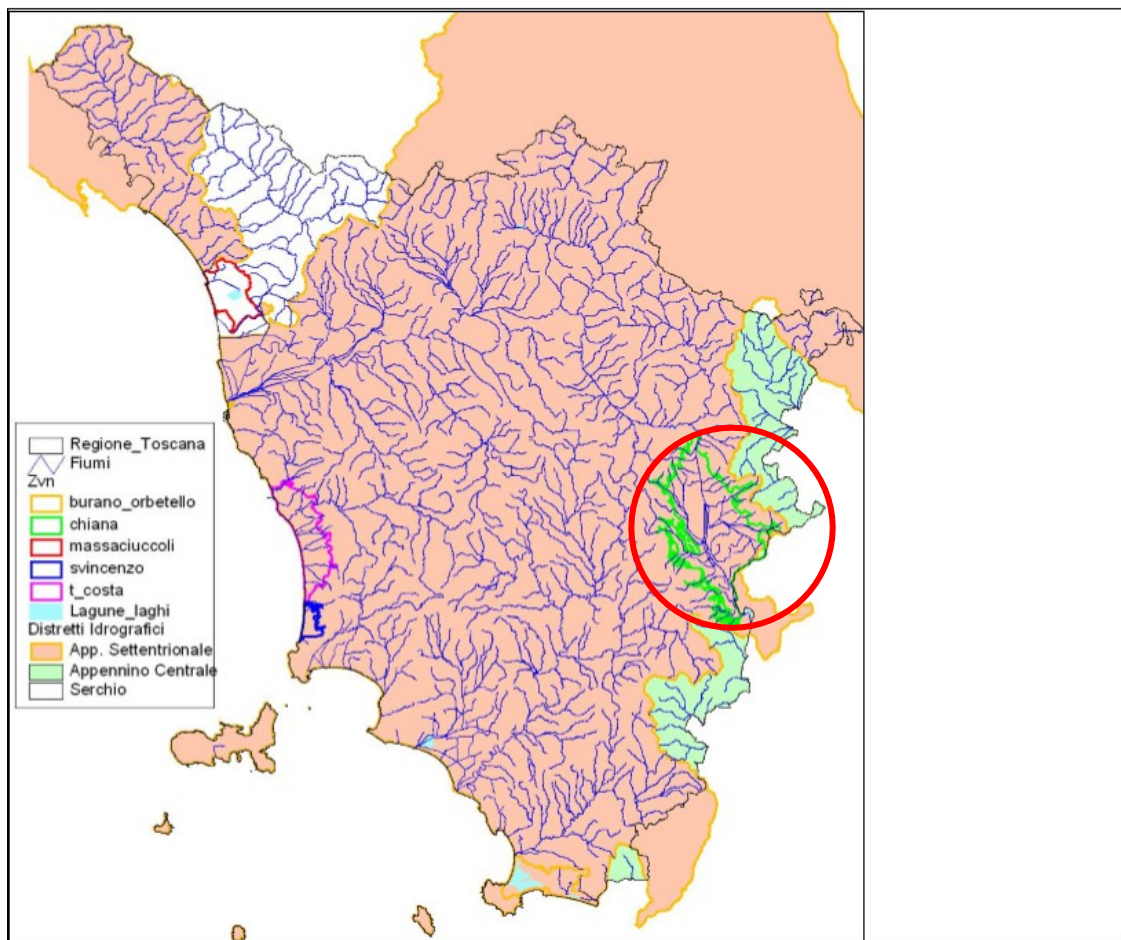 Regione_Toscana
Fiumi
Zvn
burano_orbetello
chiana
massaciuccoli
svincenzo
t_costa
Lagune_laghi
Distretti Idrografici
App. Settentrionale
Appennino Centrale
Serchio